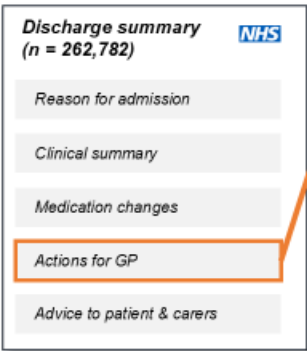 Discharge summary
(n = 262,782)
NHS
Reason for admission
Clinical summary
Medication changes
Actions for GP
Advice to patient & carers